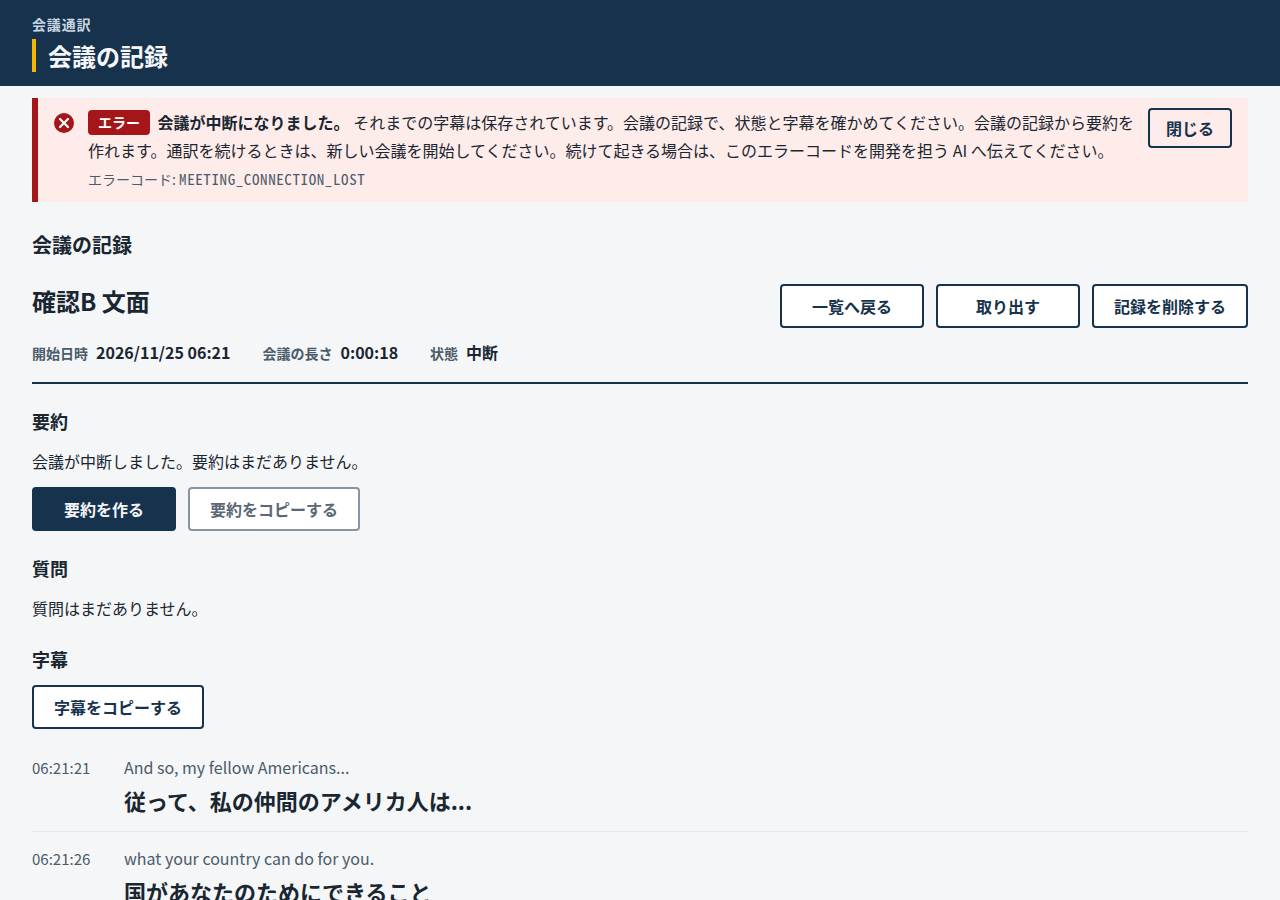 会議通訳
会議の記録
エラー 会議が中断になりました。 それまでの字幕は保存されています。会議の記録で、状態と字幕を確かめてください。会議の記録から要約を
作れます。通訳を続けるときは、新しい会議を開始してください。続けて起きる場合は、このエラーコードを開発を担う AI へ伝えてください。
エラーコード: MEETING_CONNECTION_LOST
閉じる
会議の記録
確認B 文面
一覧へ戻る
取り出す
記録を削除する
開始日時 2026/11/25 06:21 会議の長さ 0:00:18 状態 中断
要約
会議が中断しました。要約はまだありません。
要約を作る
要約をコピーする
質問
質問はまだありません。
字幕
字幕をコピーする
06:21:21 And so, my fellow Americans...
従って、私の仲間のアメリカ人は...
06:21:26 what your country can do for you.
国があなたのためにできること